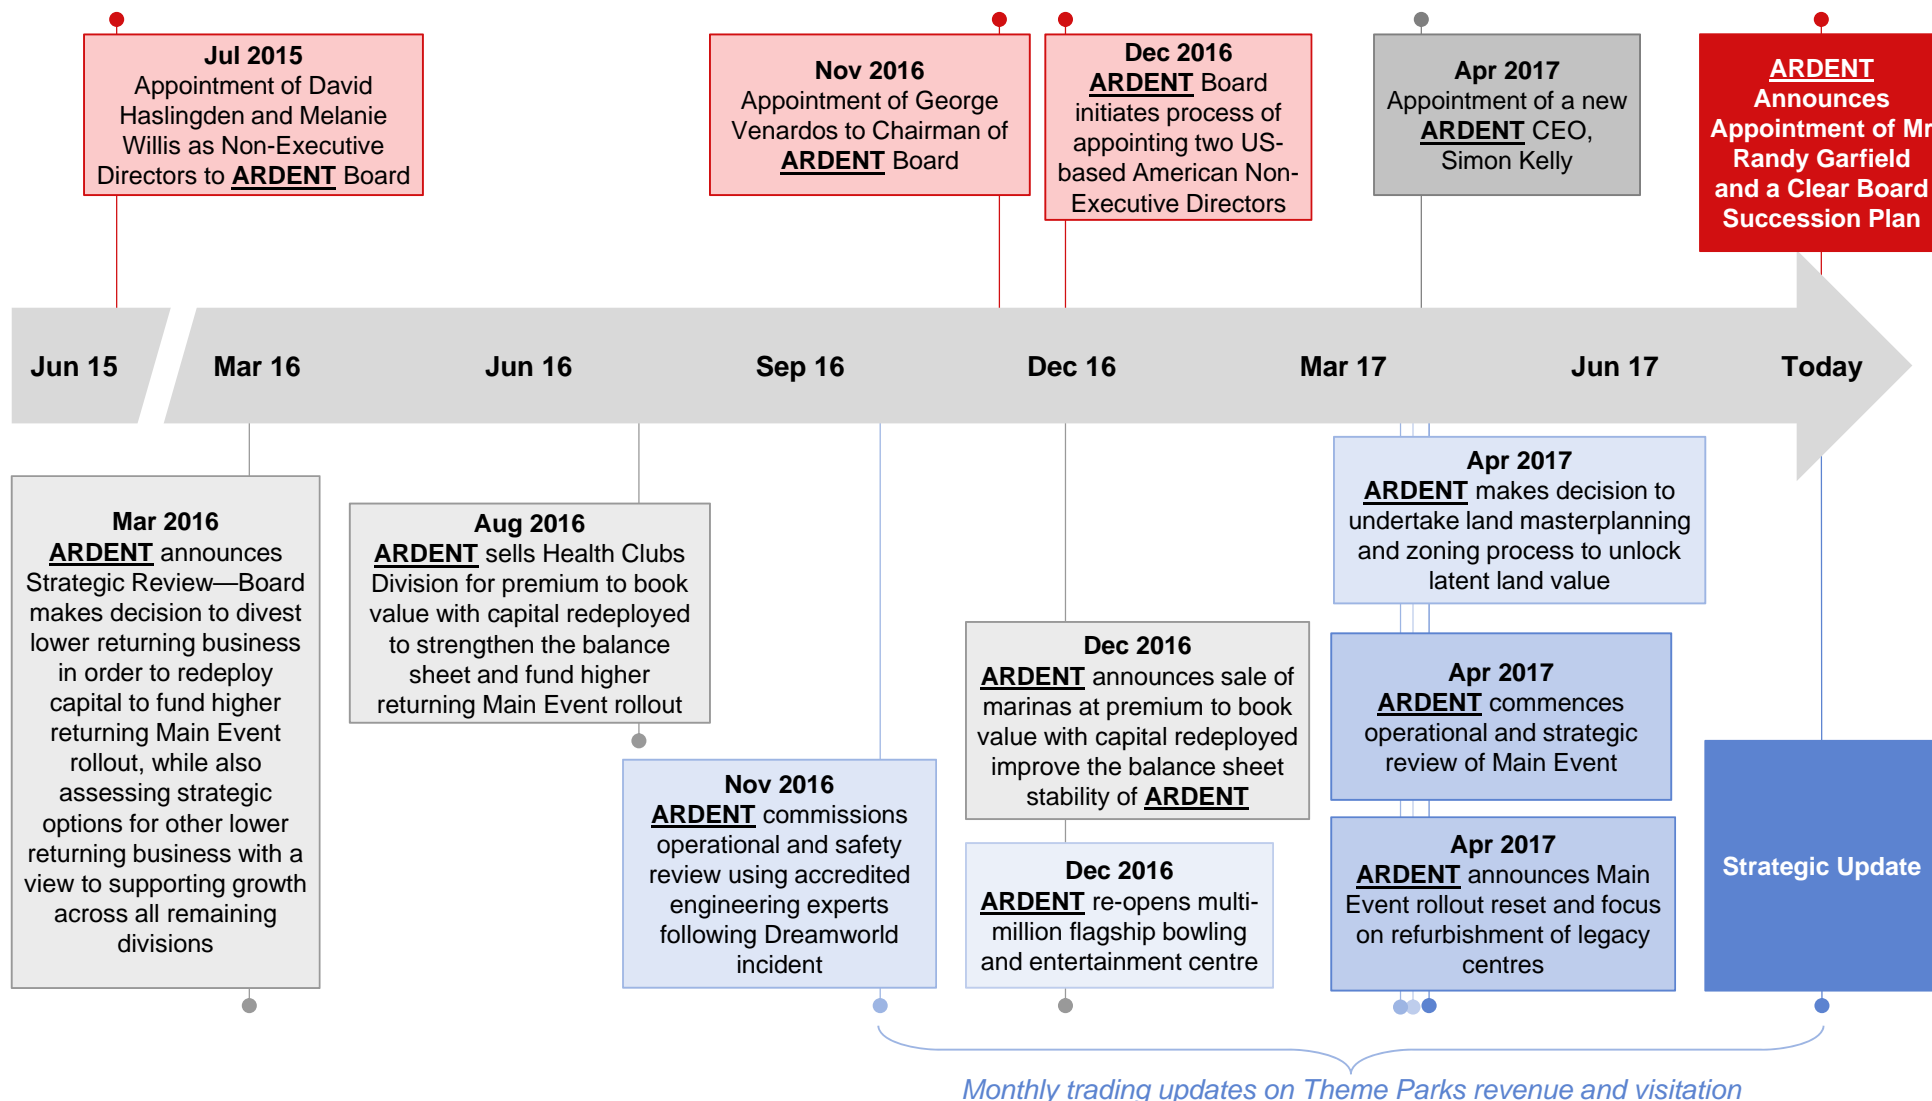 Jul 2015
Appointment of David
Haslingden and Melanie
Willis as Non-Executive
Directors to ARDENT Board
Nov 2016
Appointment of George
Venardos to Chairman of
ARDENT Board
Dec 2016
ARDENT Board
initiates process of
appointing two US-
based American Non-
Executive Directors
Apr 2017
Appointment of a new
ARDENT CEO,
Simon Kelly
ARDENT
Announces
Appointment of Mr
Randy Garfield
and a Clear Board
Succession Plan
Jun 15
Mar 16
Jun 16
Sep 16
Dec 16
Mar 17
Jun 17
Today
Mar 2016
ARDENT announces
Strategic Review—Board
makes decision to divest
lower returning business
in order to redeploy
capital to fund higher
returning Main Event
rollout, while also
assessing strategic
options for other lower
returning business with a
view to supporting growth
across all remaining
divisions
Aug 2016
ARDENT sells Health Clubs
Division for premium to book
value with capital redeployed
to strengthen the balance
sheet and fund higher
returning Main Event rollout
Nov 2016
ARDENT commissions
operational and safety
review using accredited
engineering experts
following Dreamworld
incident
Dec 2016
ARDENT announces sale of
marinas at premium to book
value with capital redeployed
improve the balance sheet
stability of ARDENT
Dec 2016
ARDENT re-opens multi-
million flagship bowling
and entertainment centre
Apr 2017
ARDENT makes decision to
undertake land masterplanning
and zoning process to unlock
latent land value
Apr 2017
ARDENT commences
operational and strategic
review of Main Event
Apr 2017
ARDENT announces Main
Event rollout reset and focus
on refurbishment of legacy
centres
Strategic Update
Monthly trading updates on Theme Parks revenue and visitation